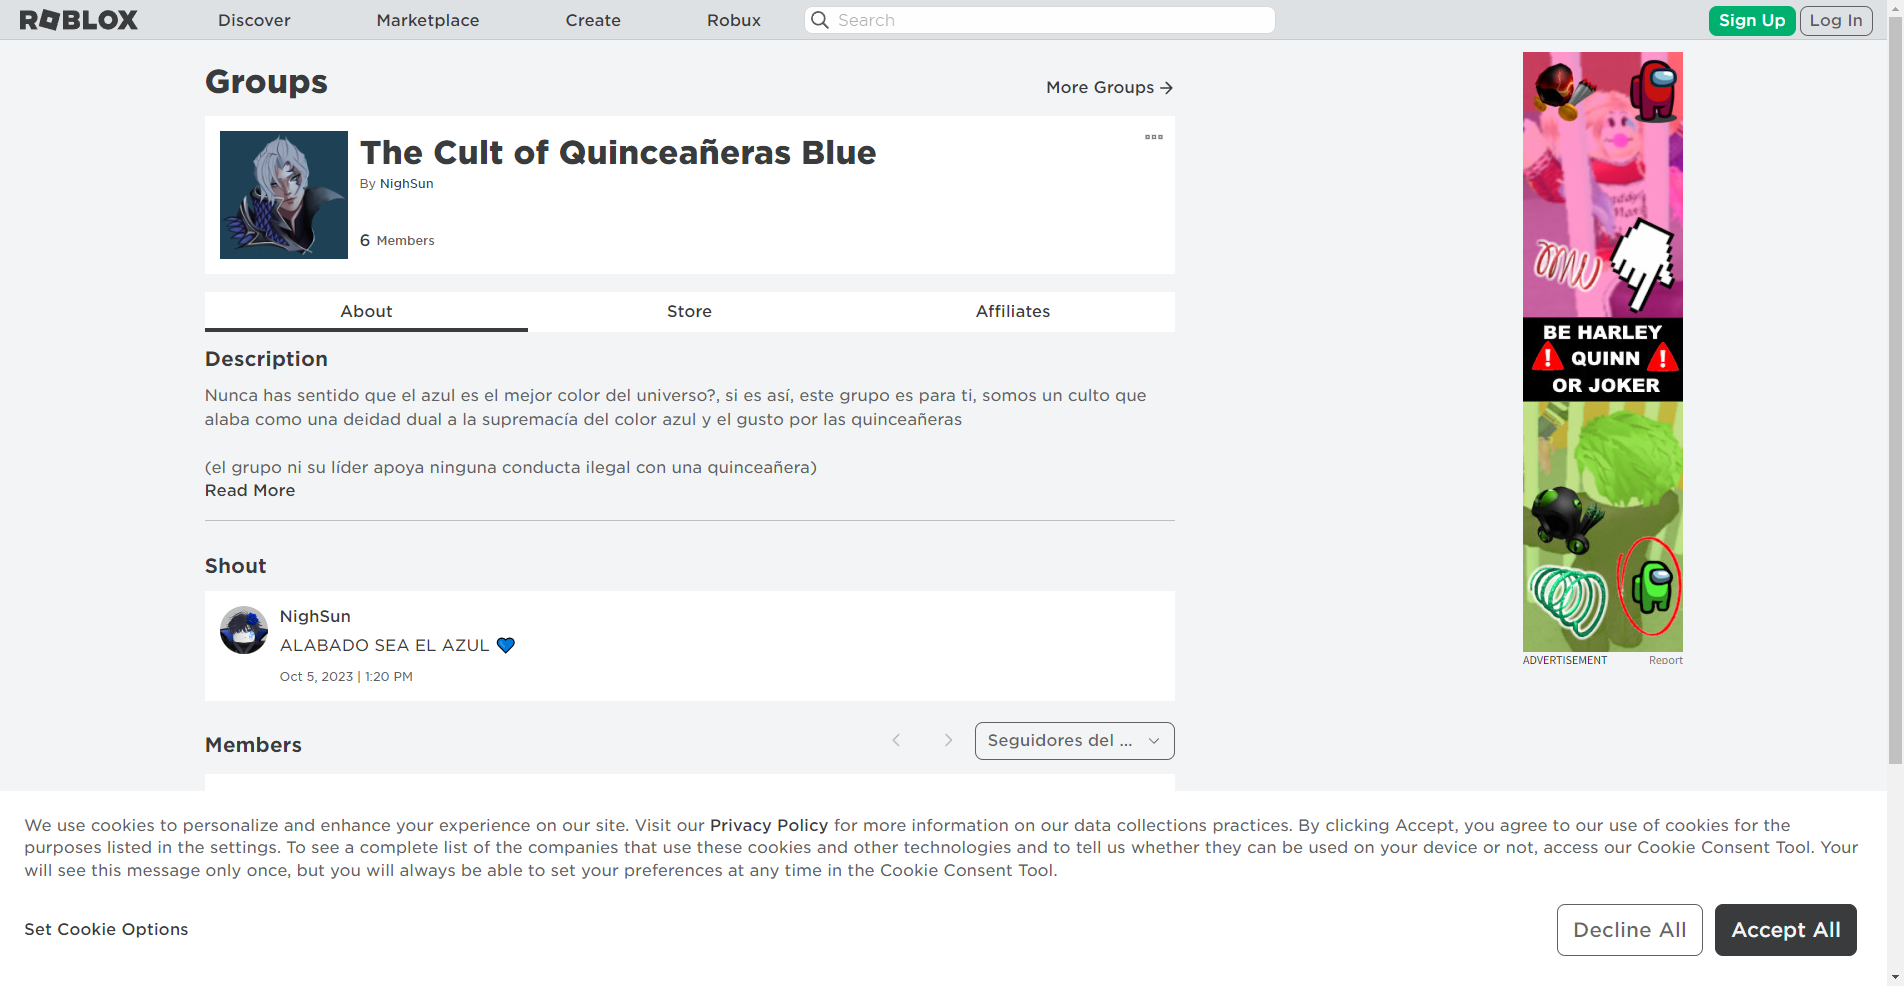 ROBLOX
Discover
Marketplace
Create
Robux
Search
Sign Up
Log In
Groups
More Groups
The Cult of Quinceañeras Blue
By NighSun
6 Members
About
Store
Affiliates
Description
Nunca has sentido que el azul es el mejor color del universo?, si es así, este grupo es para ti, somos un culto que
alaba como una deidad dual a la supremacía del color azul y el gusto por las quinceañeras
(el grupo ni su líder apoya ninguna conducta ilegal con una quinceañera)
Read More
Shout
NighSun
ALABADO SEA EL AZUL 💙
Oct 5, 2023 | 1:20 PM
Members
Seguidores del ...
BE HARLEY
QUINN
OR JOKER
ADVERTISEMENT
Report
We use cookies to personalize and enhance your experience on our site. Visit our Privacy Policy for more information on our data collections practices. By clicking Accept, you agree to our use of cookies for the
purposes listed in the settings. To see a complete list of the companies that use these cookies and other technologies and to tell us whether they can be used on your device or not, access our Cookie Consent Tool. Your
will see this message only once, but you will always be able to set your preferences at any time in the Cookie Consent Tool.
Set Cookie Options
Decline All
Accept All